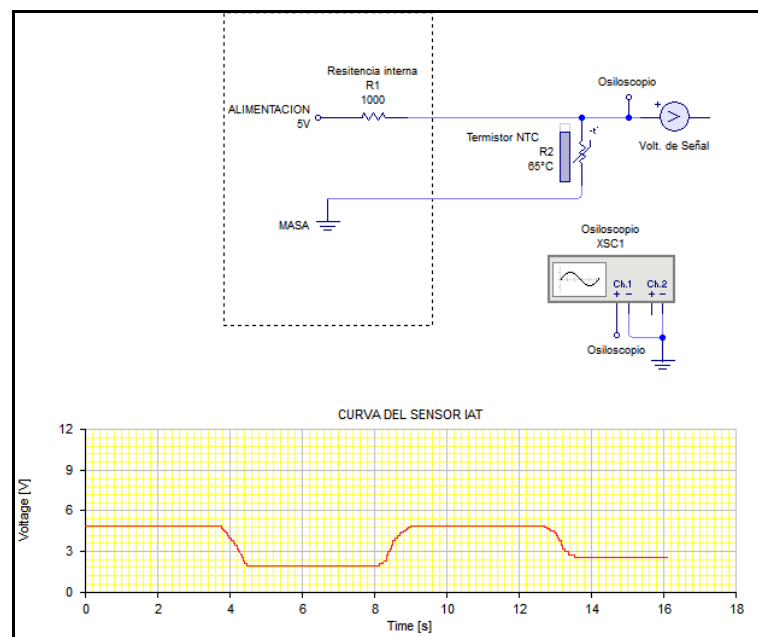 Resitencia interna
R1
1000
ALIMENTACION
5V
MASA
Termistor NTC
R2
65°C
-t°
Osiloscopio
+
Volt. de Señal
Osiloscopio
XSC1
Ch.1 Ch.2
+ − + −
Osiloscopio
CURVA DEL SENSOR IAT
Voltage [V]
12
9
6
3
0
0 2 4 6 8 10 12 14 16 18
Time [s]